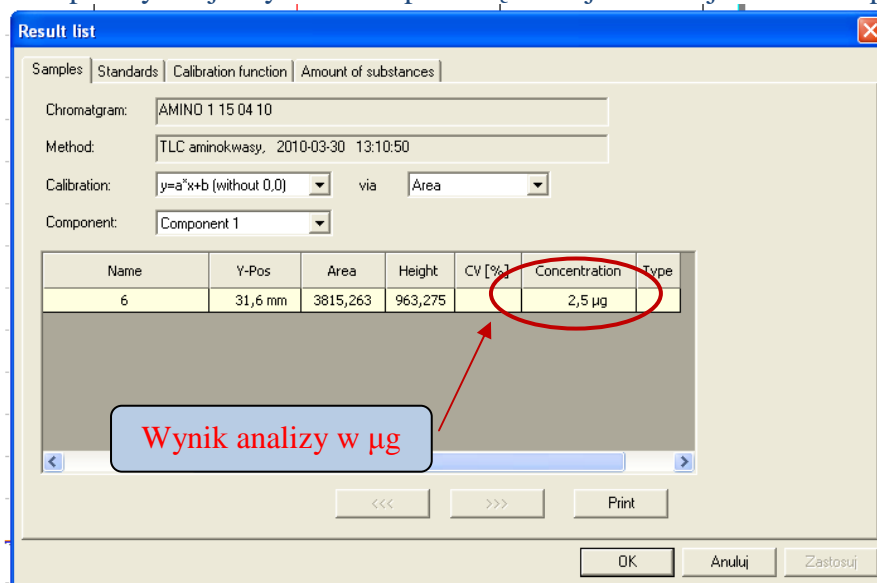 Result list
Samples Standards Calibration function Amount of substances
Chromatgram: AMINO 1 15 04 10
Method: TLC aminokwasy, 2010-03-30 13:10:50
Calibration: y=a*x+b (without 0,0) via Area
Component: Component 1
Name Y-Pos Area Height CV [%] Concentration Type
6 31,6 mm 3815,263 963,275 2,5 µg
Wynik analizy w µg
<<< >>> Print
OK Anuluj Zastosuj